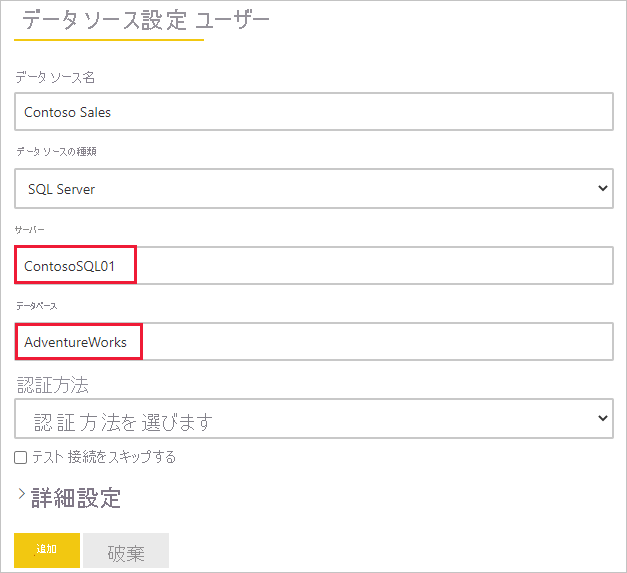 データ ソース設定 ユーザー
データ ソース名
Contoso Sales
データ ソースの種類
SQL Server
サーバー
ContosoSQL01
データベース
AdventureWorks
認証方法
認証方法を選びます
テスト接続をスキップする
詳細設定
追加 破棄